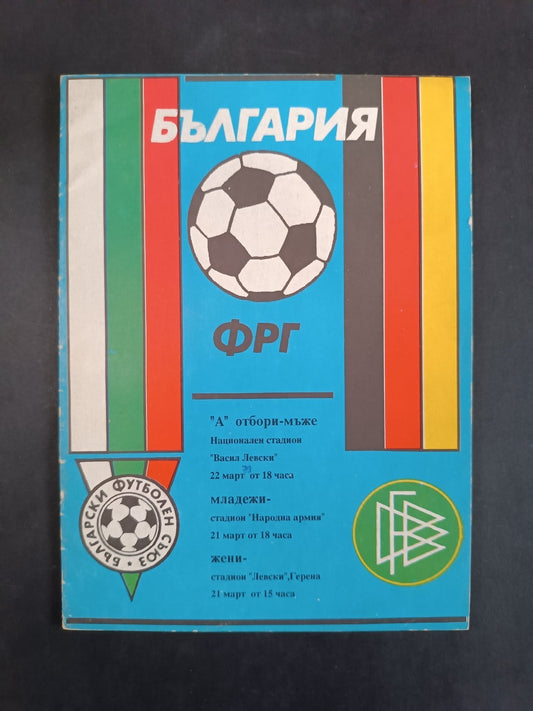 БЪЛГАРИЯ
ФРГ
"А" отбори-мъже
Национален стадион
"Васил Левски"
22 март от 18 часа
младежи-
стадион "Народна армия"
21 март от 18 часа
жени-
стадион "Левски",Герена
21 март от 15 часа
БЪЛГАРСКИ ФУТБОЛЕН СЪЮЗ
DFB